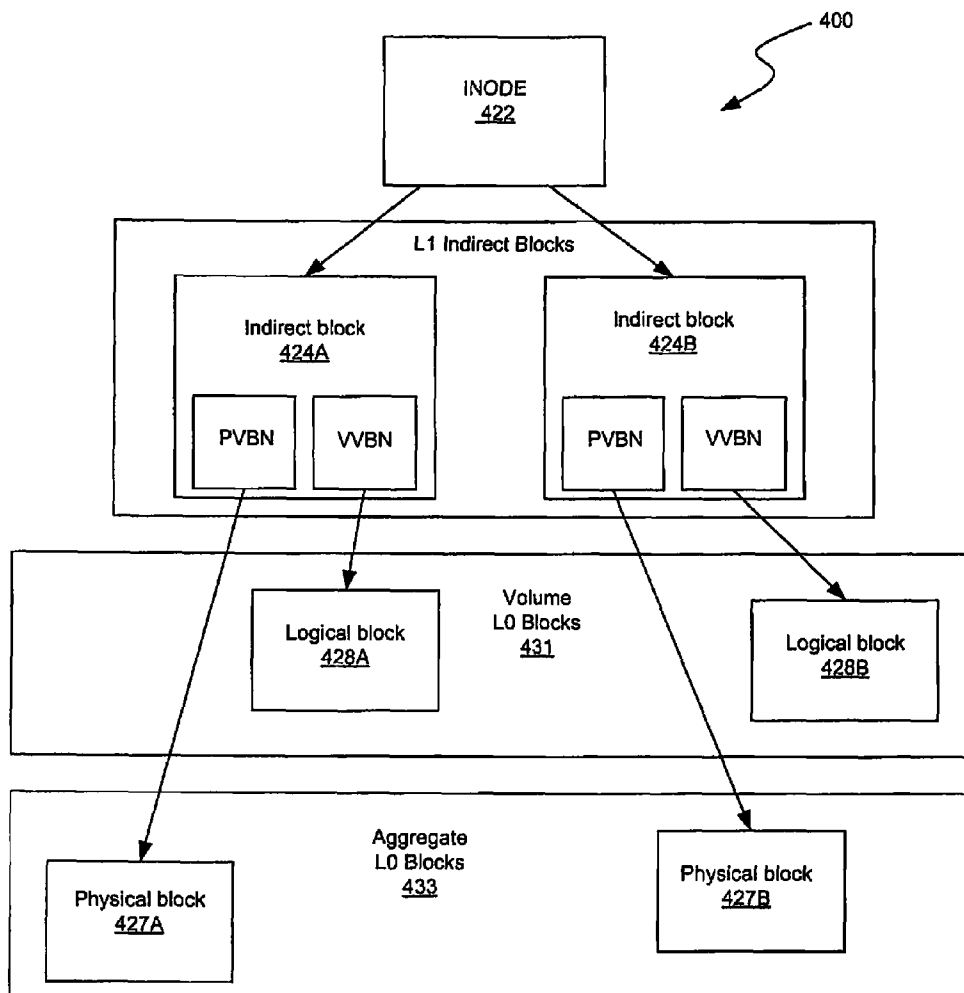 400
INODE
422
L1 Indirect Blocks
Indirect block
424A
Indirect block
424B
PVBN
VVBN
PVBN
VVBN
Volume
L0 Blocks
431
Logical block
428A
Logical block
428B
Aggregate
L0 Blocks
433
Physical block
427A
Physical block
427B